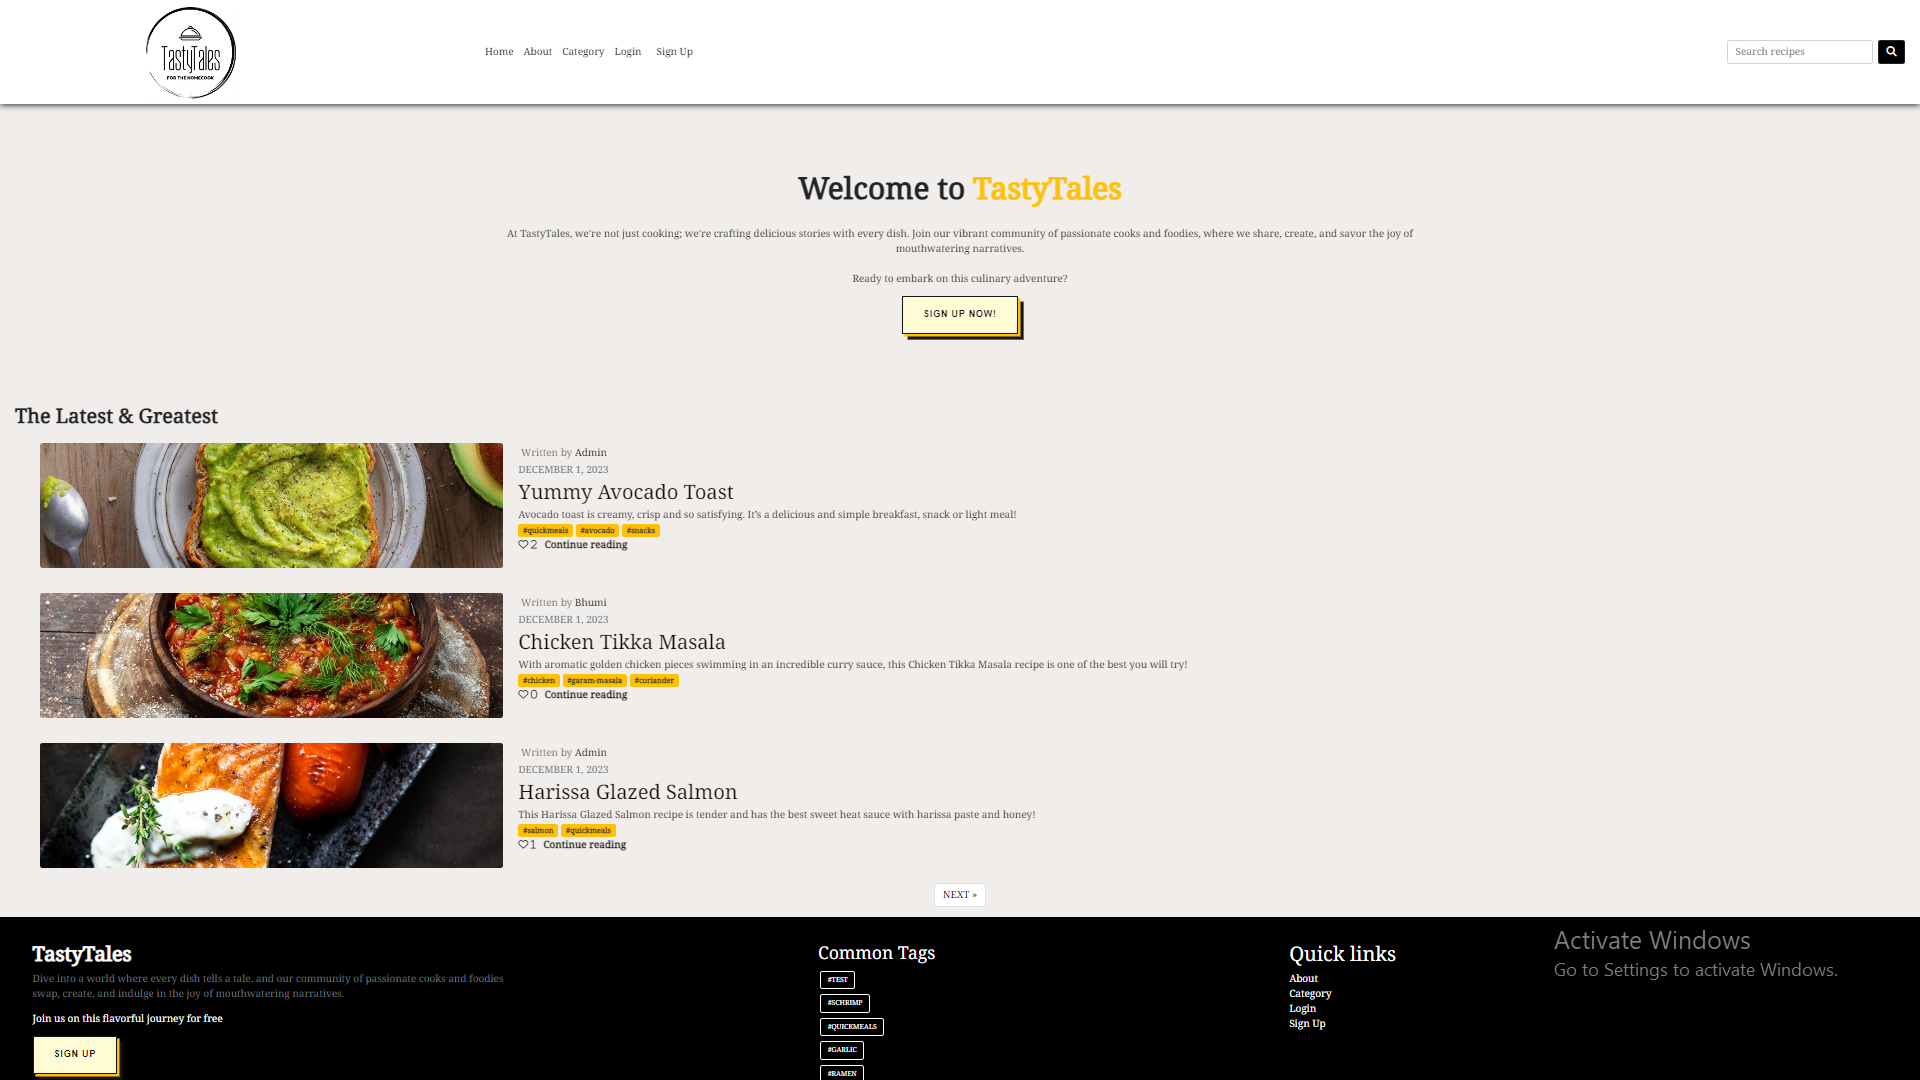 TastyTales
FOR THE HOMECOOK
Home About Category Login Sign Up
Search recipes
Welcome to TastyTales
At TastyTales, we're not just cooking; we're crafting delicious stories with every dish. Join our vibrant community of passionate cooks and foodies, where we share, create, and savor the joy of
mouthwatering narratives.
Ready to embark on this culinary adventure?
SIGN UP NOW!
The Latest & Greatest
Written by Admin
DECEMBER 1, 2023
Yummy Avocado Toast
Avocado toast is creamy, crisp and so satisfying. It's a delicious and simple breakfast, snack or light meal!
#quickmeals #avocado #snacks
2 Continue reading
Written by Bhumi
DECEMBER 1, 2023
Chicken Tikka Masala
With aromatic golden chicken pieces swimming in an incredible curry sauce, this Chicken Tikka Masala recipe is one of the best you will try!
#chicken #garam-masala #coriander
0 Continue reading
Written by Admin
DECEMBER 1, 2023
Harissa Glazed Salmon
This Harissa Glazed Salmon recipe is tender and has the best sweet heat sauce with harissa paste and honey!
#salmon #quickmeals
1 Continue reading
NEXT »
TastyTales
Dive into a world where every dish tells a tale, and our community of passionate cooks and foodies
swap, create, and indulge in the joy of mouthwatering narratives.
Join us on this flavorful journey for free
SIGN UP
Common Tags
#TEST
#SCHRIMP
#QUICKMEALS
#GARLIC
#RAMEN
Quick links
About
Category
Login
Sign Up
Activate Windows
Go to Settings to activate Windows.